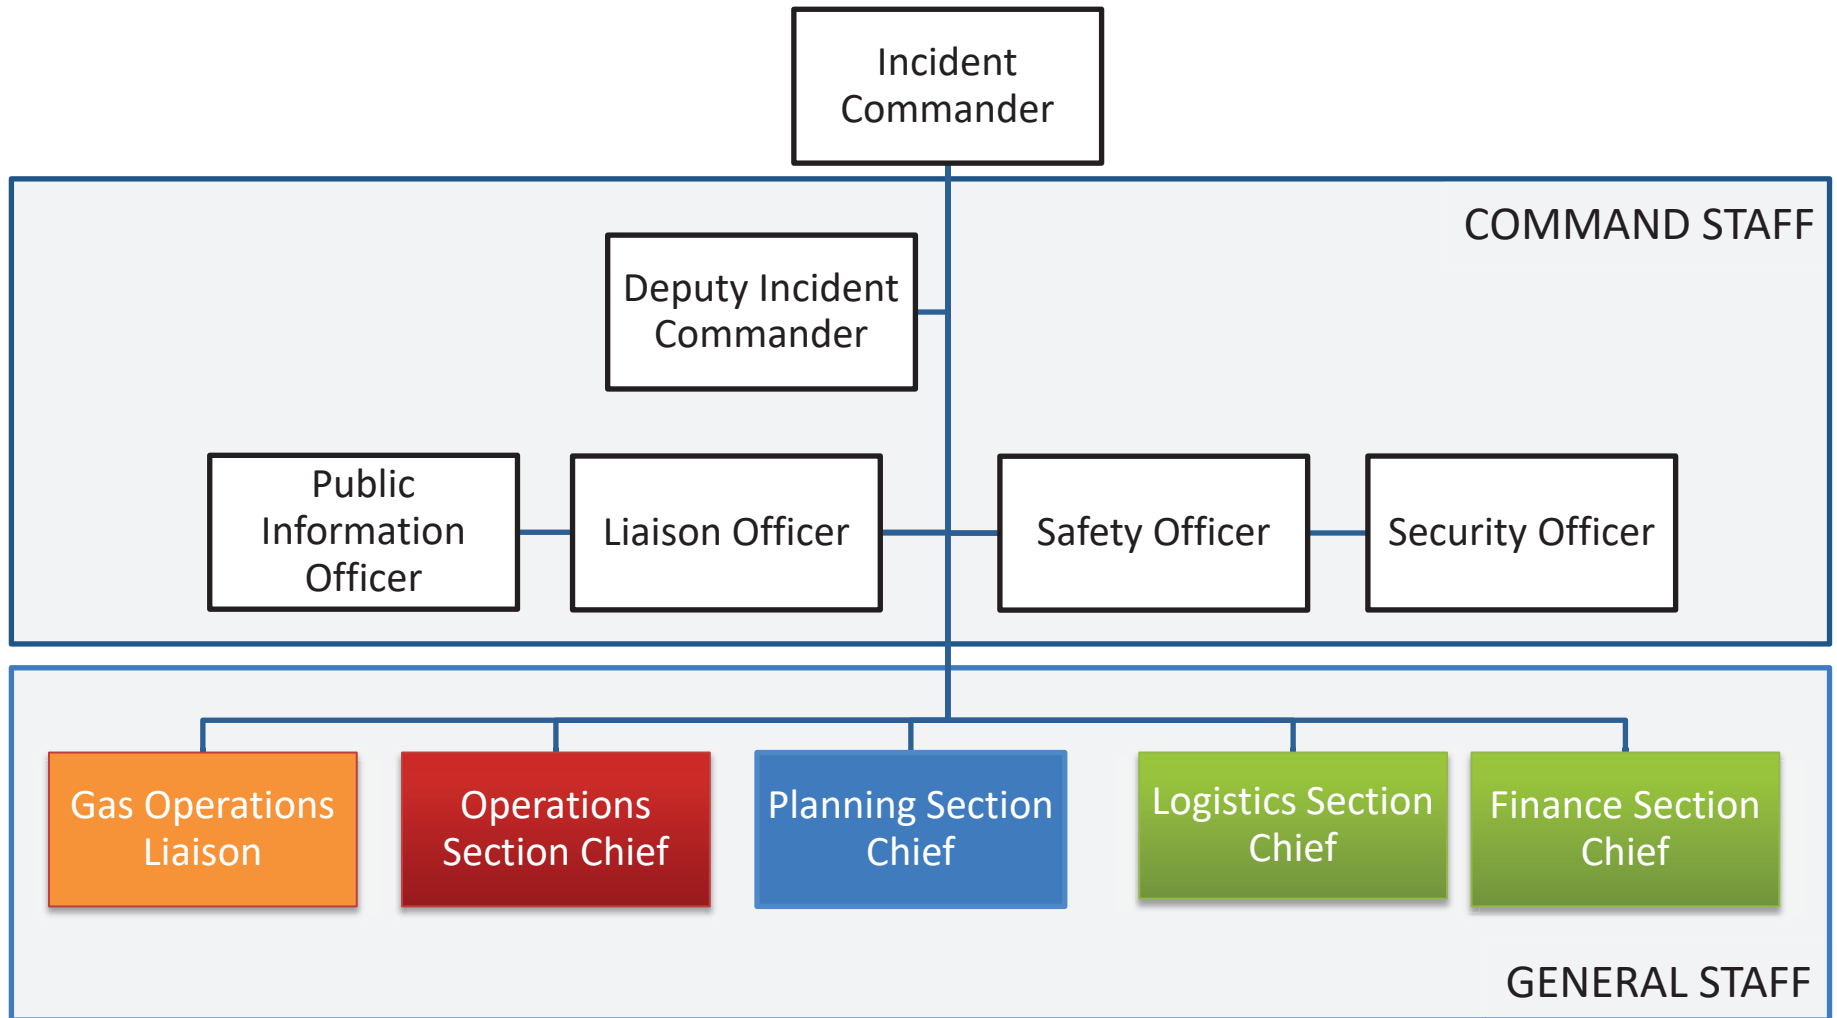 Incident
Commander
COMMAND STAFF
Deputy Incident
Commander
Public
Information
Officer
Liaison Officer
Safety Officer
Security Officer
Gas Operations
Liaison
Operations
Section Chief
Planning Section
Chief
Logistics Section
Chief
Finance Section
Chief
GENERAL STAFF